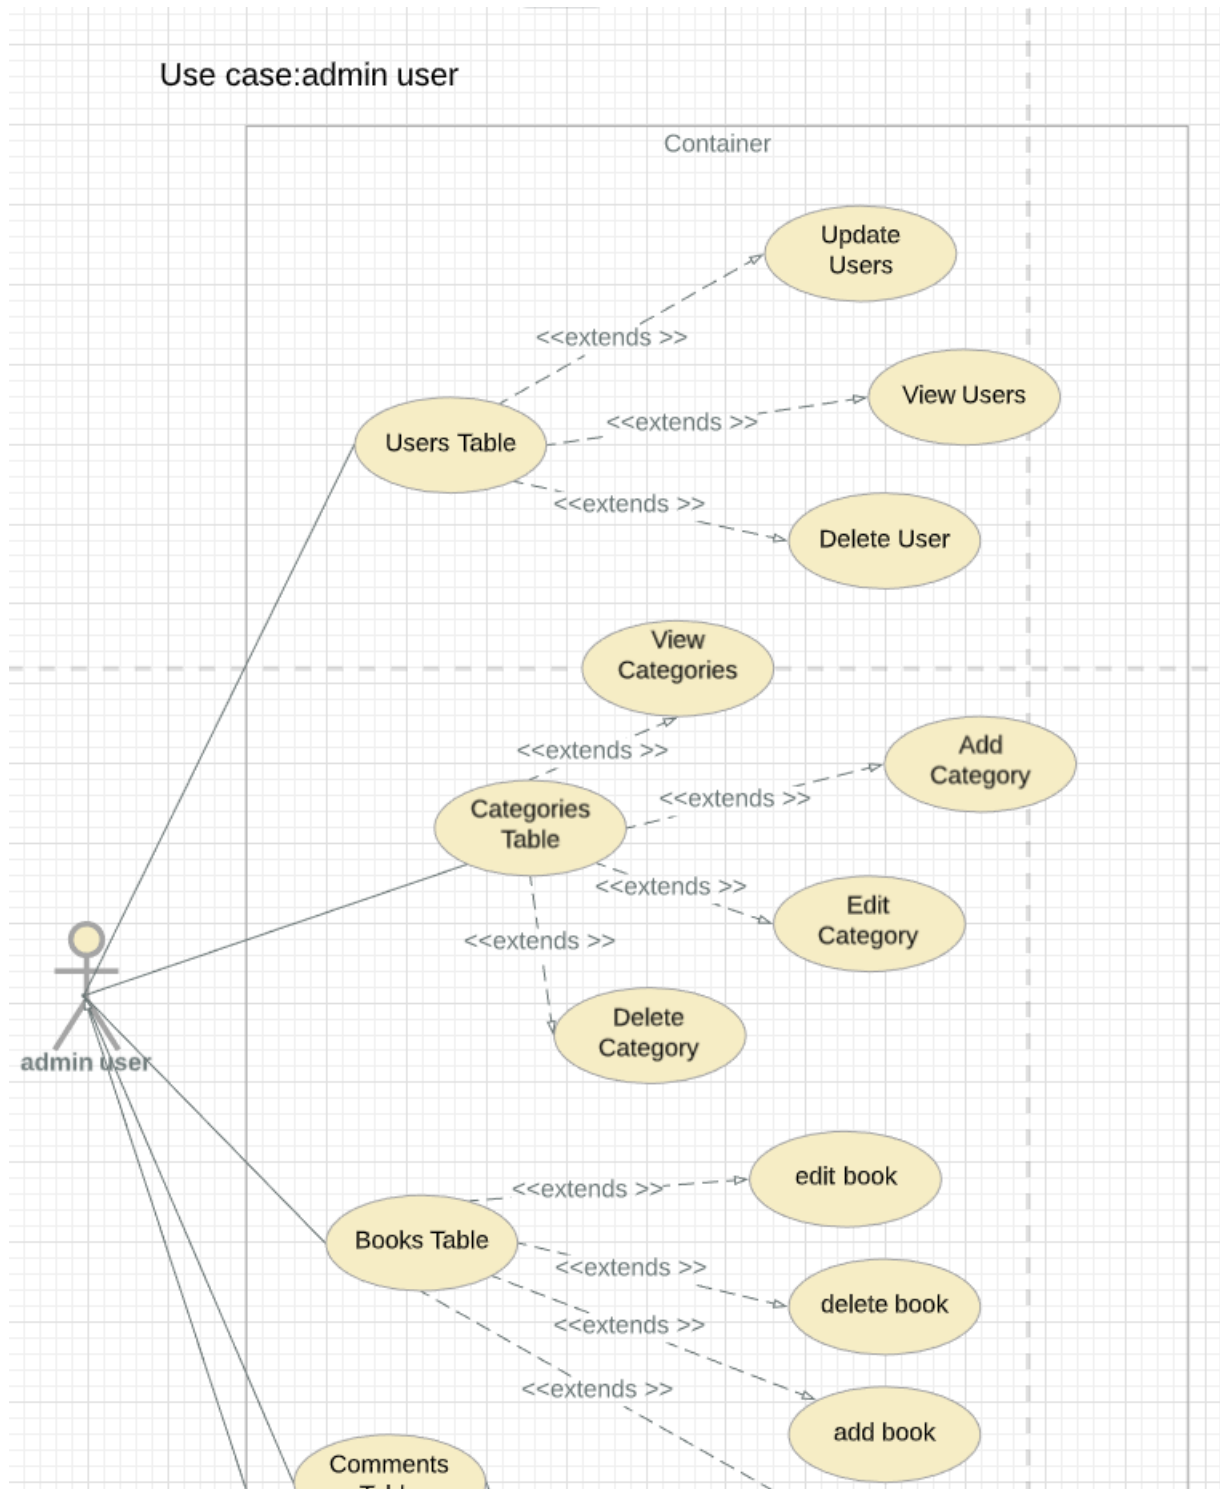 Use case:admin user
Container
Update
Users
<<extends >>
View Users
<<extends >>
Users Table
<<extends >>
Delete User
View
Categories
<<extends >>
Add
Category
<<extends >>
Categories
Table
<<extends >>
Edit
Category
<<extends >>
Delete
Category
admin user
edit book
<<extends >>
Books Table
<<extends >>
delete book
<<extends >>
<<extends >>
add book
Comments